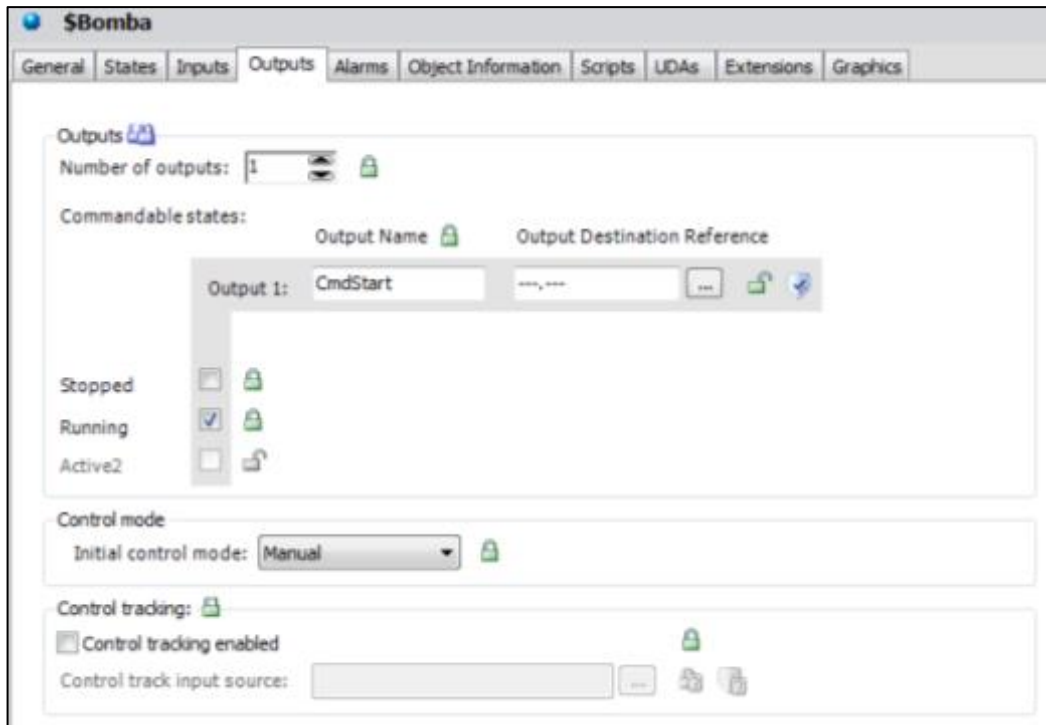 $Bomba
General States Inputs Outputs Alarms Object Information Scripts UDAs Extensions Graphics
Outputs
Number of outputs: 1
Commandable states:
Output Name Output Destination Reference
Output 1: CmdStart ---.--- ...
Stopped
Running
Active2
Control mode
Initial control mode: Manual
Control tracking:
Control tracking enabled
Control track input source: ...